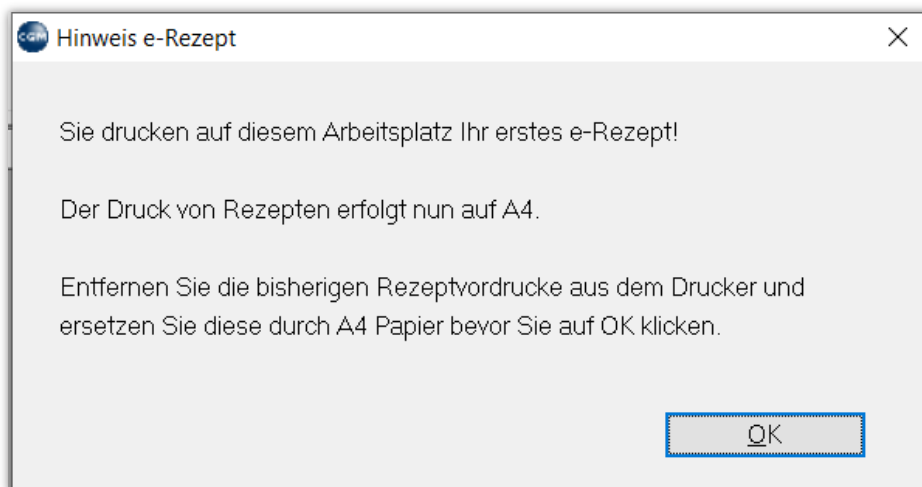 CGM Hinweis e-Rezept
Sie drucken auf diesem Arbeitsplatz Ihr erstes e-Rezept!
Der Druck von Rezepten erfolgt nun auf A4.
Entfernen Sie die bisherigen Rezeptvordrucke aus dem Drucker und
ersetzen Sie diese durch A4 Papier bevor Sie auf OK klicken.
OK